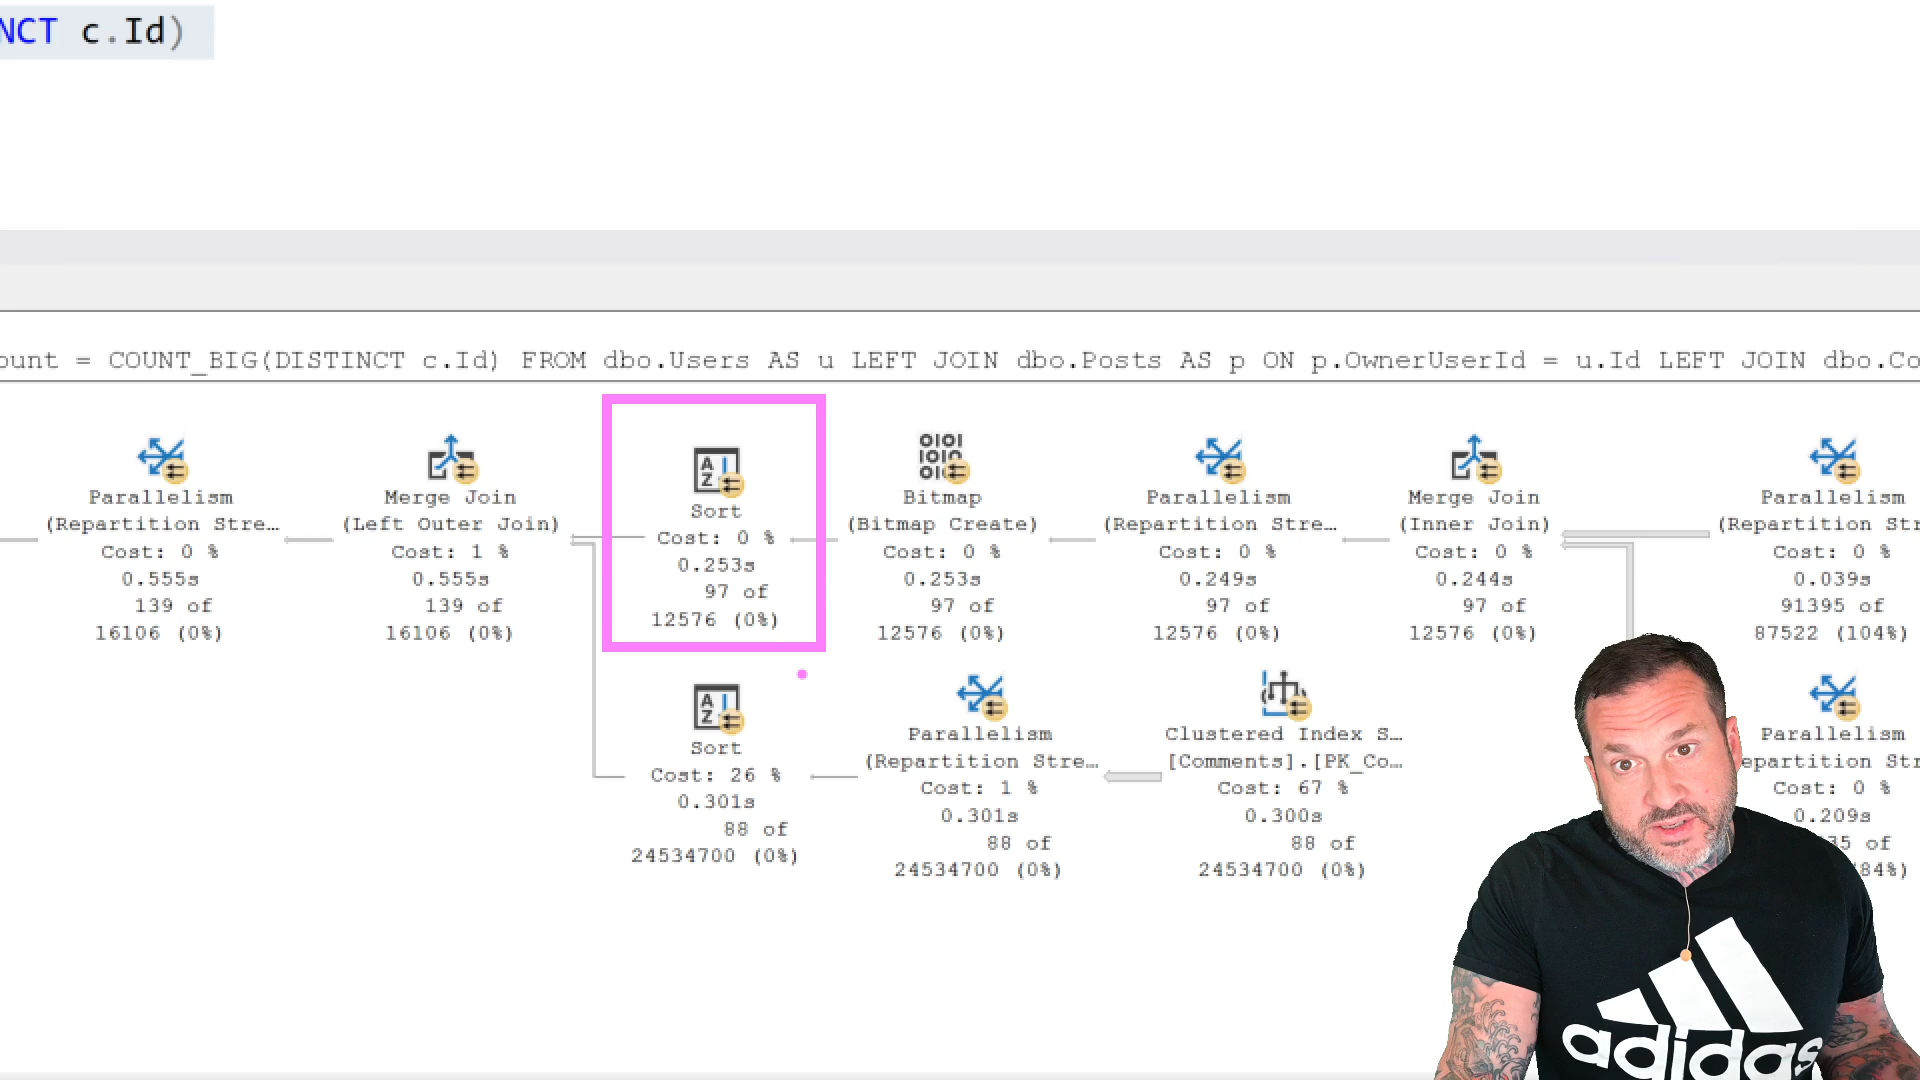 NCT c.Id)
ount = COUNT_BIG(DISTINCT c.Id) FROM dbo.Users AS u LEFT JOIN dbo.Posts AS p ON p.OwnerUserId = u.Id LEFT JOIN dbo.Co
Parallelism
(Repartition Stre…
Cost: 0 %
0.555s
139 of
16106 (0%)
Merge Join
(Left Outer Join)
Cost: 1 %
0.555s
139 of
16106 (0%)
Sort
Cost: 0 %
0.253s
97 of
12576 (0%)
Bitmap
(Bitmap Create)
Cost: 0 %
0.253s
97 of
12576 (0%)
Parallelism
(Repartition Stre…
Cost: 0 %
0.249s
97 of
12576 (0%)
Merge Join
(Inner Join)
Cost: 0 %
0.244s
97 of
12576 (0%)
Parallelism
(Repartition Str
Cost: 0 %
0.039s
91395 of
87522 (104%)
Sort
Cost: 26 %
0.301s
88 of
24534700 (0%)
Parallelism
(Repartition Stre…
Cost: 1 %
0.301s
88 of
24534700 (0%)
Clustered Index S…
[Comments].[PK_Co…
Cost: 67 %
0.300s
88 of
24534700 (0%)
Parallelism
epartition Str
Cost: 0 %
0.209s
35 of
84%)
adidas